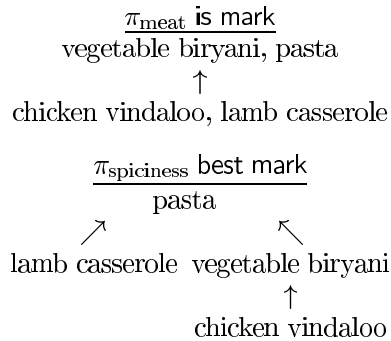 π_meat is mark
vegetable biryani, pasta
↑
chicken vindaloo, lamb casserole
π_spiciness best mark
pasta
↗ ↖
lamb casserole vegetable biryani
↑
chicken vindaloo